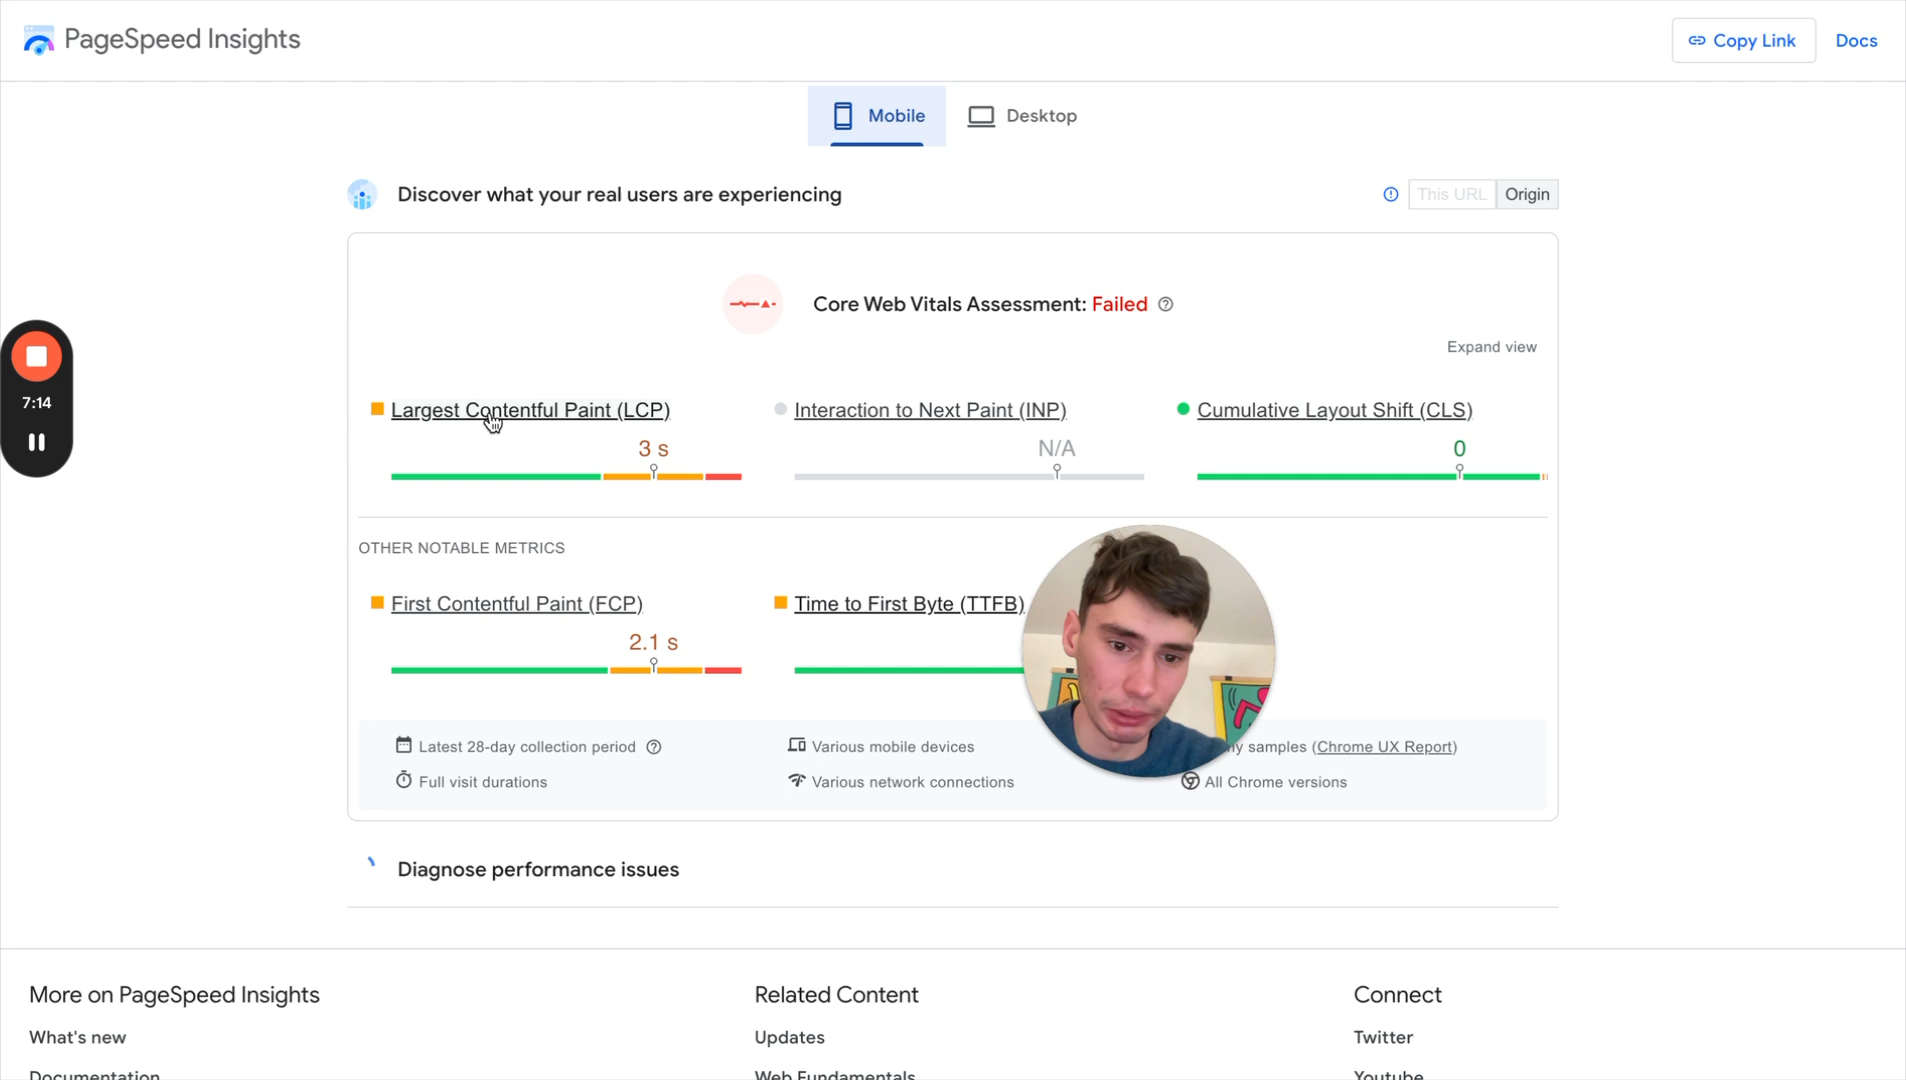 PageSpeed Insights
Copy Link
Docs
Mobile
Desktop
Discover what your real users are experiencing
This URL
Origin
Core Web Vitals Assessment: Failed
Expand view
7:14
Largest Contentful Paint (LCP)
3 s
Interaction to Next Paint (INP)
N/A
Cumulative Layout Shift (CLS)
0
OTHER NOTABLE METRICS
First Contentful Paint (FCP)
2.1 s
Time to First Byte (TTFB)
Latest 28-day collection period
Various mobile devices
samples (Chrome UX Report)
Full visit durations
Various network connections
All Chrome versions
Diagnose performance issues
More on PageSpeed Insights
Related Content
Connect
What's new
Updates
Twitter
Documentation
Web Fundamentals
Youtube